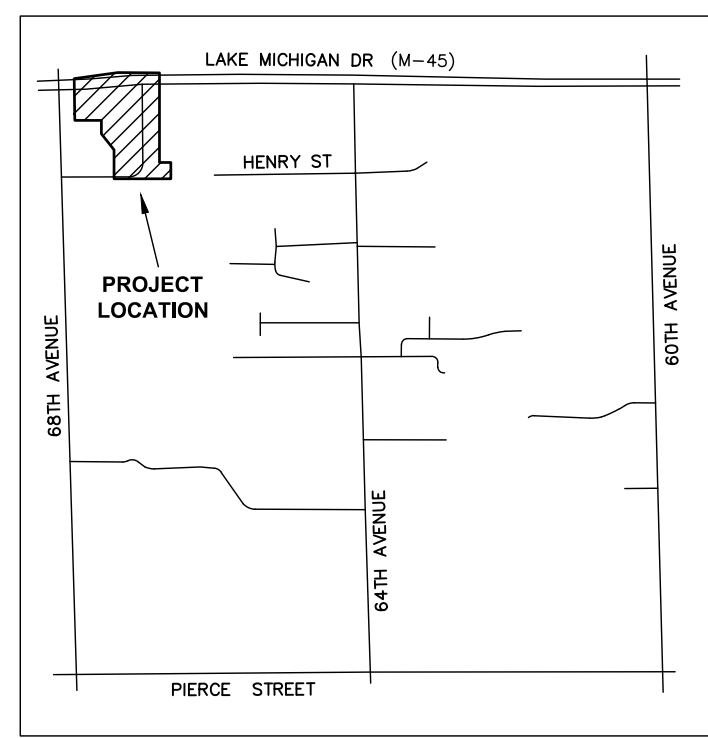 LAKE MICHIGAN DR (M-45)
HENRY ST
PROJECT
LOCATION
68TH AVENUE
60TH AVENUE
64TH AVENUE
PIERCE STREET